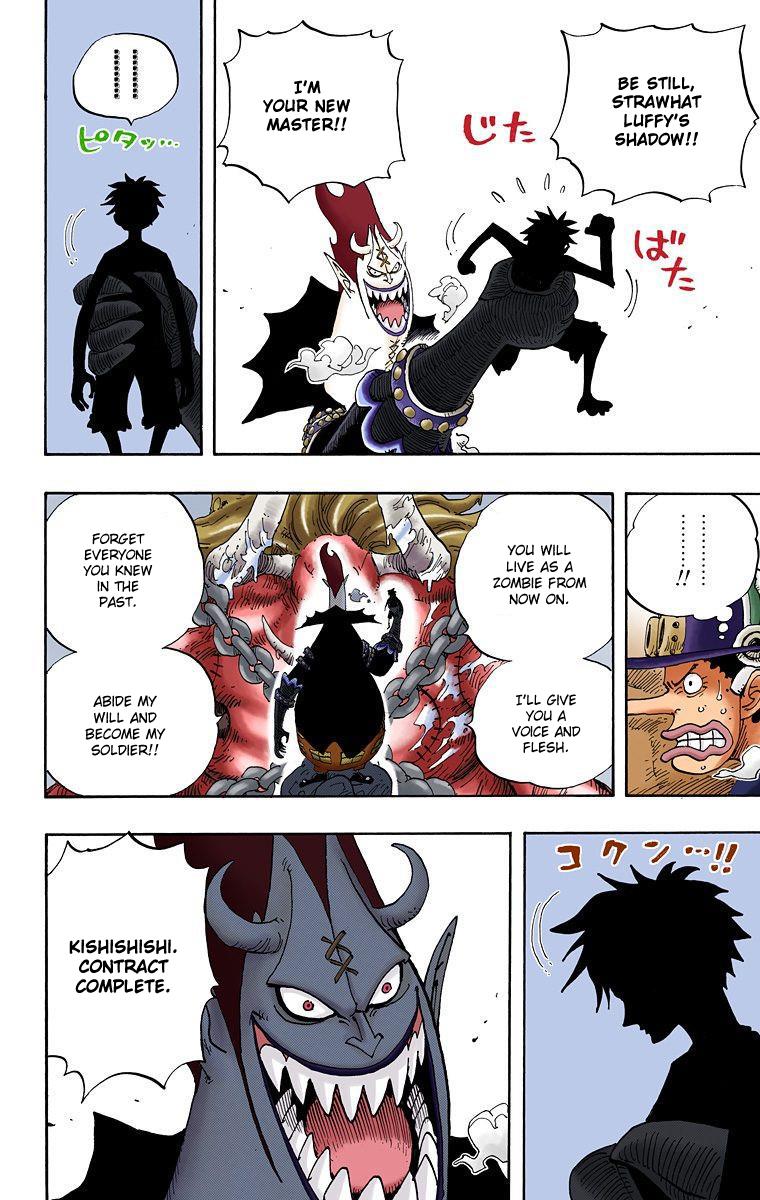 BE STILL,
STRAWHAT
LUFFY'S
SHADOW!!
じた
ばた
I'M
YOUR NEW
MASTER!!
!!
ピタッ…
……… !!
YOU WILL
LIVE AS A
ZOMBIE FROM
NOW ON.
I'LL GIVE
YOU A
VOICE AND
FLESH.
FORGET
EVERYONE
YOU KNEW
IN THE
PAST.
ABIDE MY
WILL AND
BECOME MY
SOLDIER!!
コクン…!!
KISHISHISHI.
CONTRACT
COMPLETE.